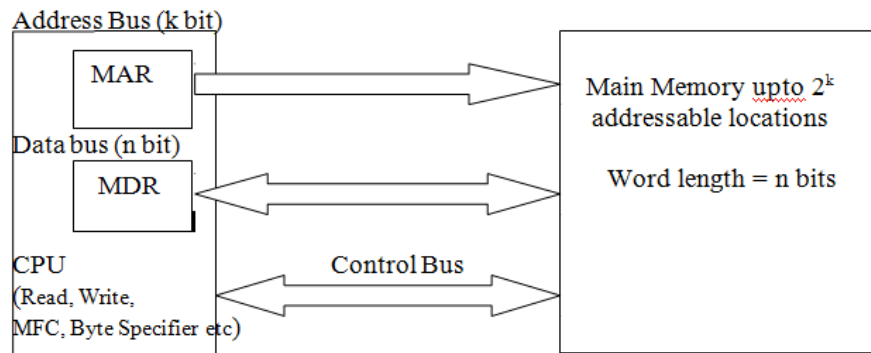 Address Bus (k bit)
MAR
Data bus (n bit)
MDR
CPU
(Read, Write,
MFC, Byte Specifier etc)
Control Bus
Main Memory upto 2ᵏ
addressable locations
Word length = n bits